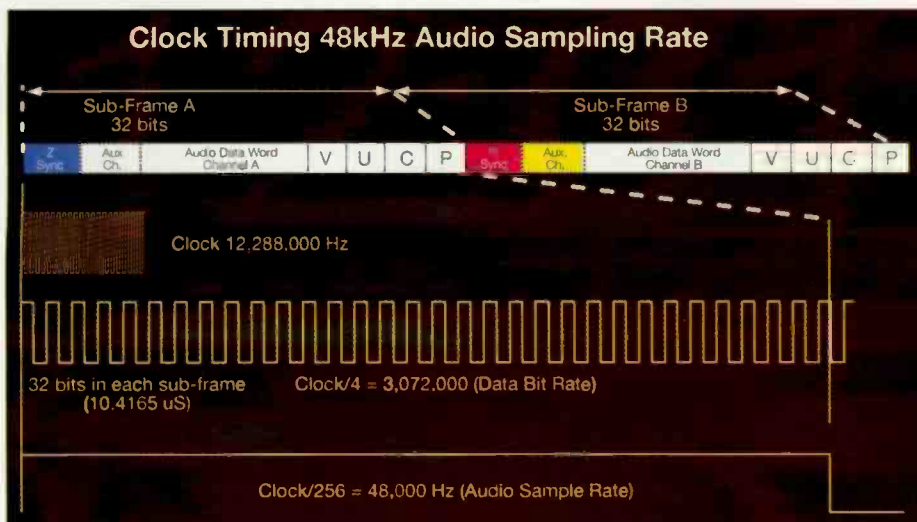 Clock Timing 48kHz Audio Sampling Rate
Sub-Frame A
32 bits
Sub-Frame B
32 bits
Z
Sync
Aux
Ch.
Audio Data Word
Channel A
V U C P
Sync
Aux.
Ch.
Audio Data Word
Channel B
V U C P
Clock 12,288,000 Hz
32 bits in each sub-frame
(10.4165 uS)
Clock/4 = 3,072,000 (Data Bit Rate)
Clock/256 = 48,000 Hz (Audio Sample Rate)